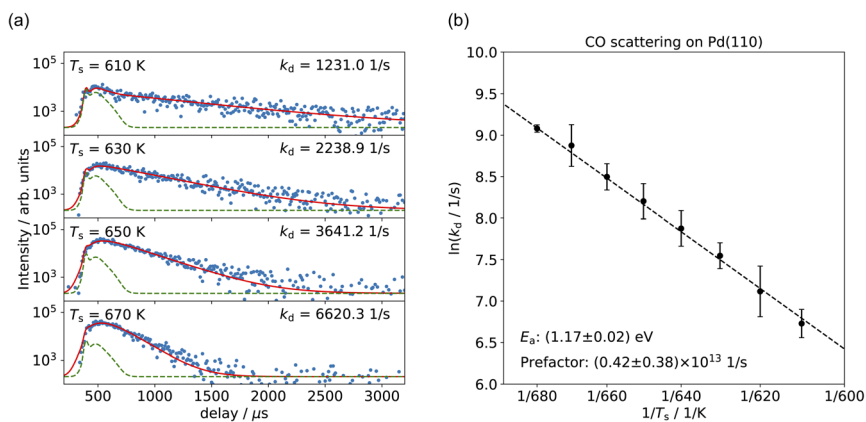 (a)
(b)
T_s = 610 K k_d = 1231.0 1/s
10^5
10^3
T_s = 630 K k_d = 2238.9 1/s
10^5
10^3
T_s = 650 K k_d = 3641.2 1/s
10^5
10^3
T_s = 670 K k_d = 6620.3 1/s
10^5
10^3
Intensity / arb. units
500 1000 1500 2000 2500 3000
delay / μs
CO scattering on Pd(110)
10.0
9.5
9.0
8.5
8.0
7.5
7.0
6.5
6.0
ln(k_d / 1/s)
E_a: (1.17±0.02) eV
Prefactor: (0.42±0.38)×10^13 1/s
1/680 1/660 1/640 1/620 1/600
1/T_s / 1/K